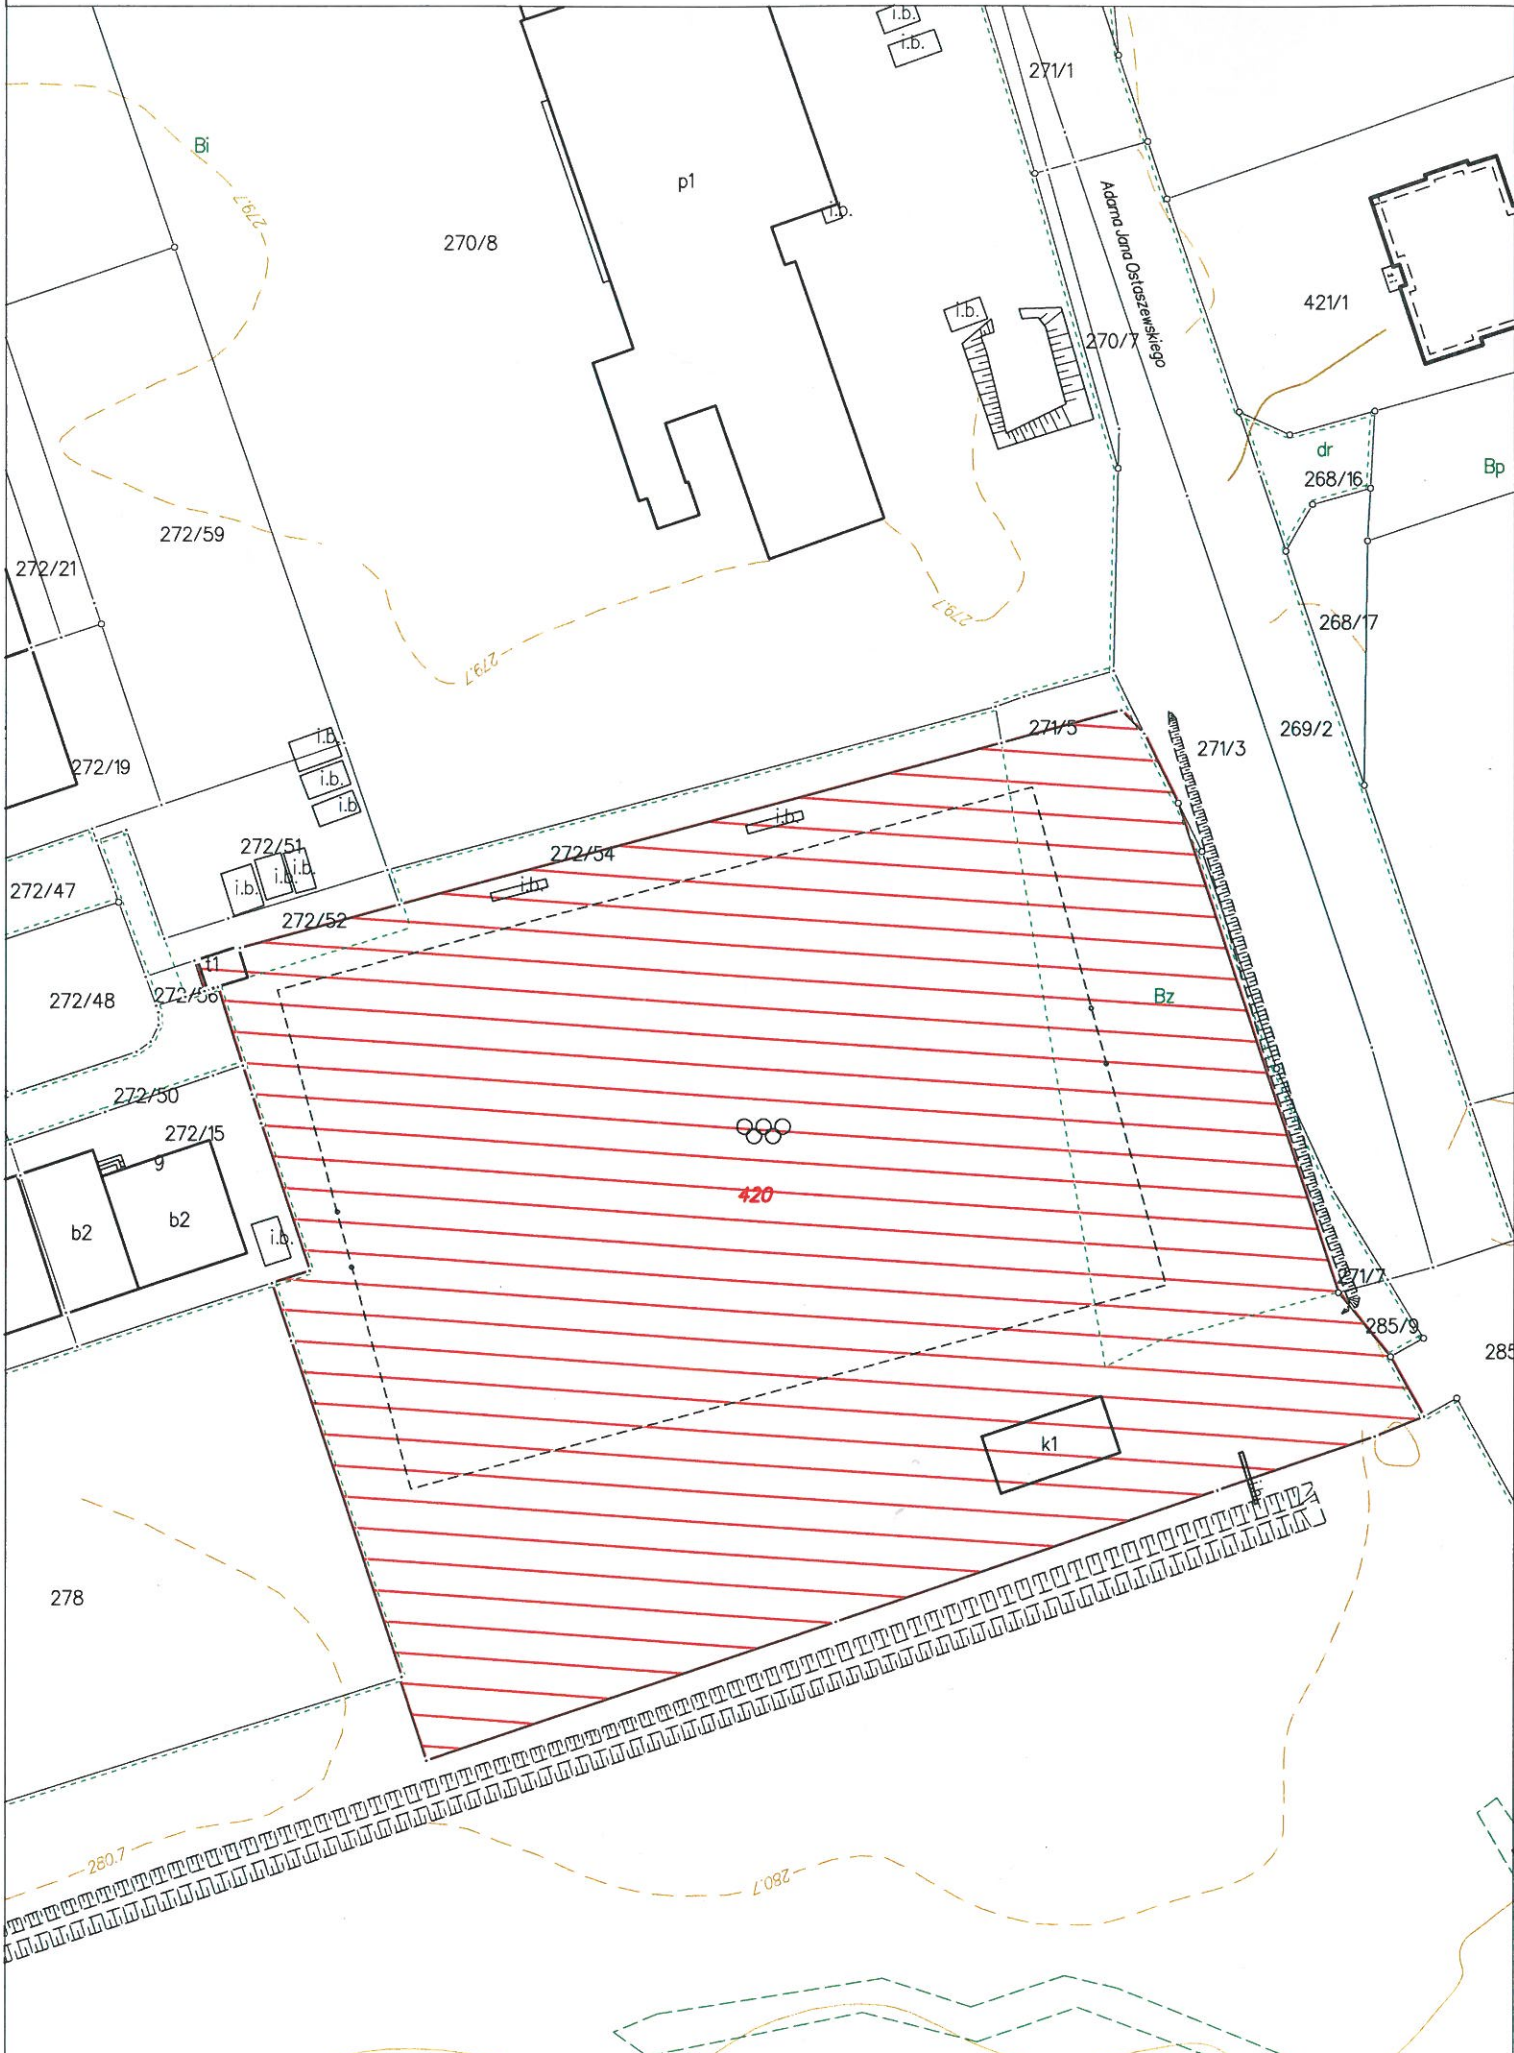 i.b.
i.b.
271/1
Bi
p1
279.7
i.b.
270/8
Adama Jana Ostaszewskiego
421/1
i.b.
270/7
dr
268/16
Bp
272/59
272/21
279.7
268/17
279.7
271/5
269/2
271/3
i.b.
272/19
i.b.
i.b.
i.b.
272/51
272/54
i.b.
i.b.
i.b.
272/47
i.b.
272/52
t1
272/56
272/48
Bz
272/50
272/15
9
420
b2
b2
i.b.
271/7
285/9
285
k1
278
280.7
280.7